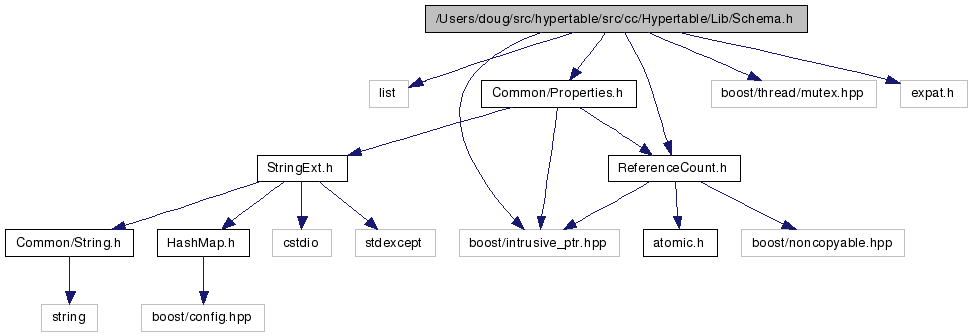 /Users/doug/src/hypertable/src/cc/Hypertable/Lib/Schema.h
list
Common/Properties.h
boost/thread/mutex.hpp
expat.h
StringExt.h
ReferenceCount.h
Common/String.h
HashMap.h
cstdio
stdexcept
boost/intrusive_ptr.hpp
atomic.h
boost/noncopyable.hpp
string
boost/config.hpp